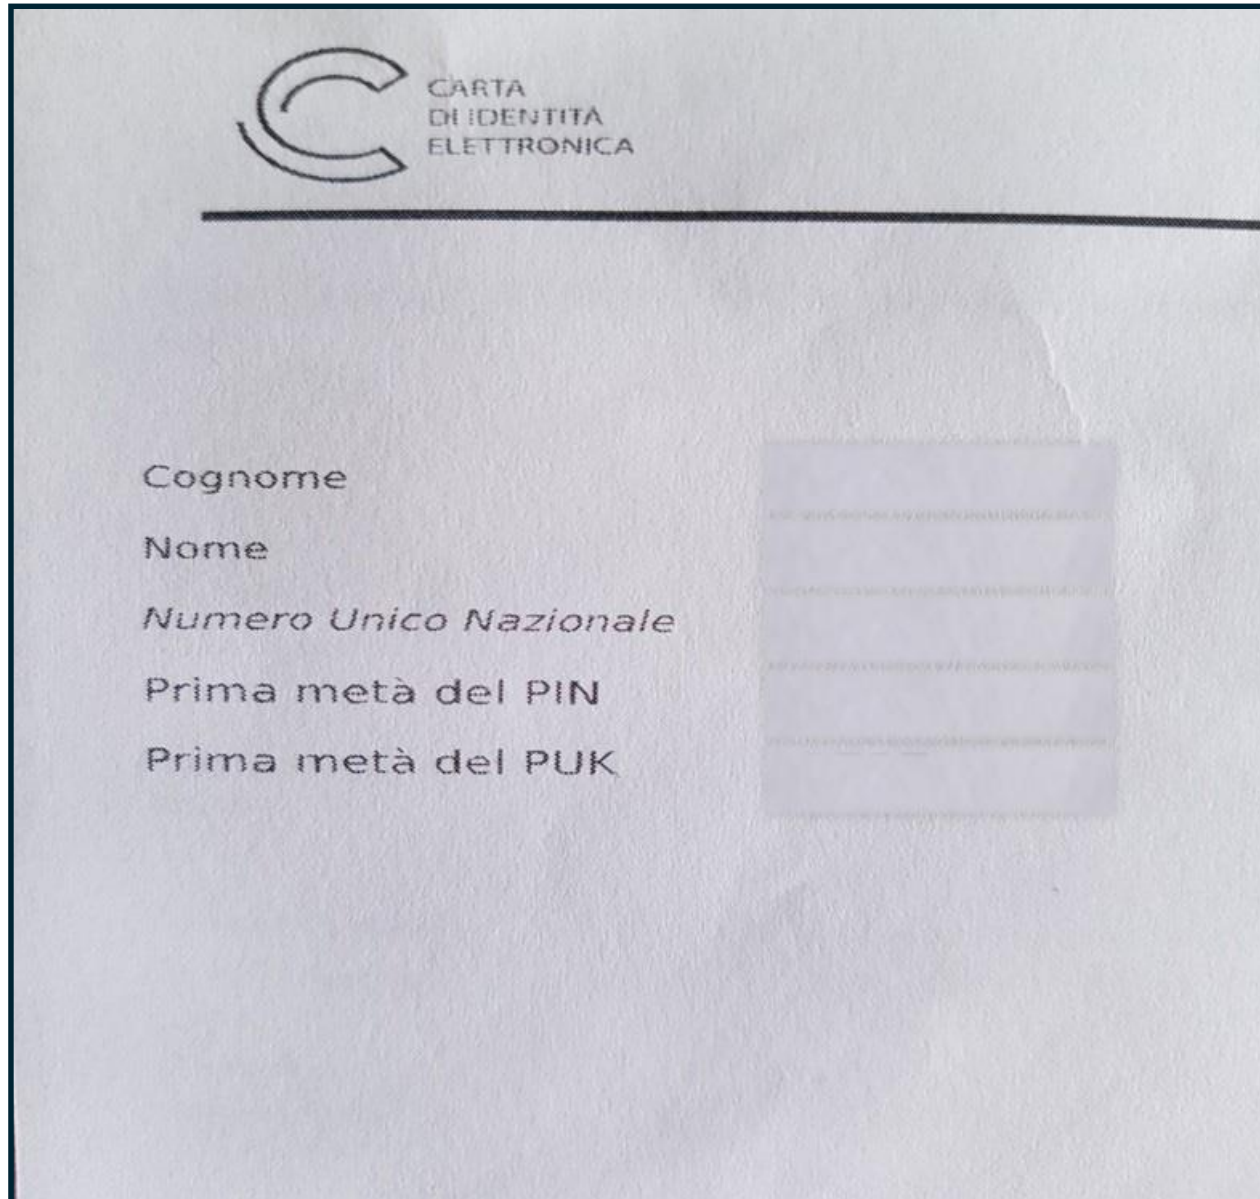 CARTA
DI IDENTITÀ
ELETTRONICA
Cognome
Nome
Numero Unico Nazionale
Prima metà del PIN
Prima metà del PUK